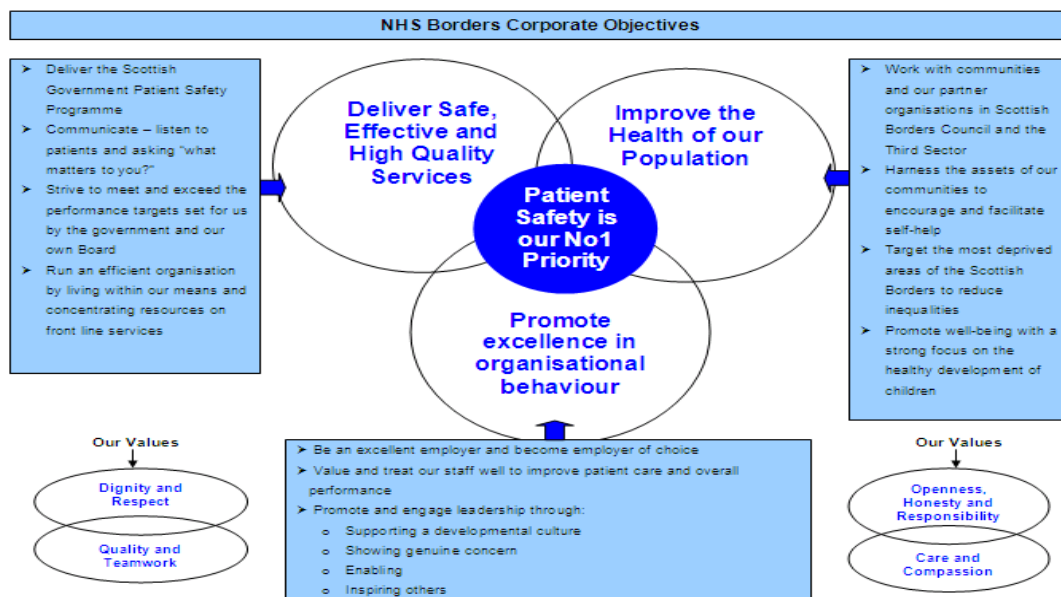 NHS Borders Corporate Objectives
➢ Deliver the Scottish
Government Patient Safety
Programme
➢ Communicate – listen to
patients and asking "what
matters to you?"
➢ Strive to meet and exceed the
performance targets set for us
by the government and our
own Board
➢ Run an efficient organisation
by living within our means and
concentrating resources on
front line services
Deliver Safe,
Effective and
High Quality
Services
Improve the
Health of our
Population
Patient
Safety is
our No1
Priority
Promote
excellence in
organisational
behaviour
➢ Work with communities
and our partner
organisations in Scottish
Borders Council and the
Third Sector
➢ Harness the assets of our
communities to
encourage and facilitate
self-help
➢ Target the most deprived
areas of the Scottish
Borders to reduce
inequalities
➢ Promote well-being with a
strong focus on the
healthy development of
children
Our Values
Dignity and
Respect
Quality and
Teamwork
➢ Be an excellent employer and become employer of choice
➢ Value and treat our staff well to improve patient care and overall
performance
➢ Promote and engage leadership through:
o Supporting a developmental culture
o Showing genuine concern
o Enabling
o Inspiring others
Our Values
Openness,
Honesty and
Responsibility
Care and
Compassion